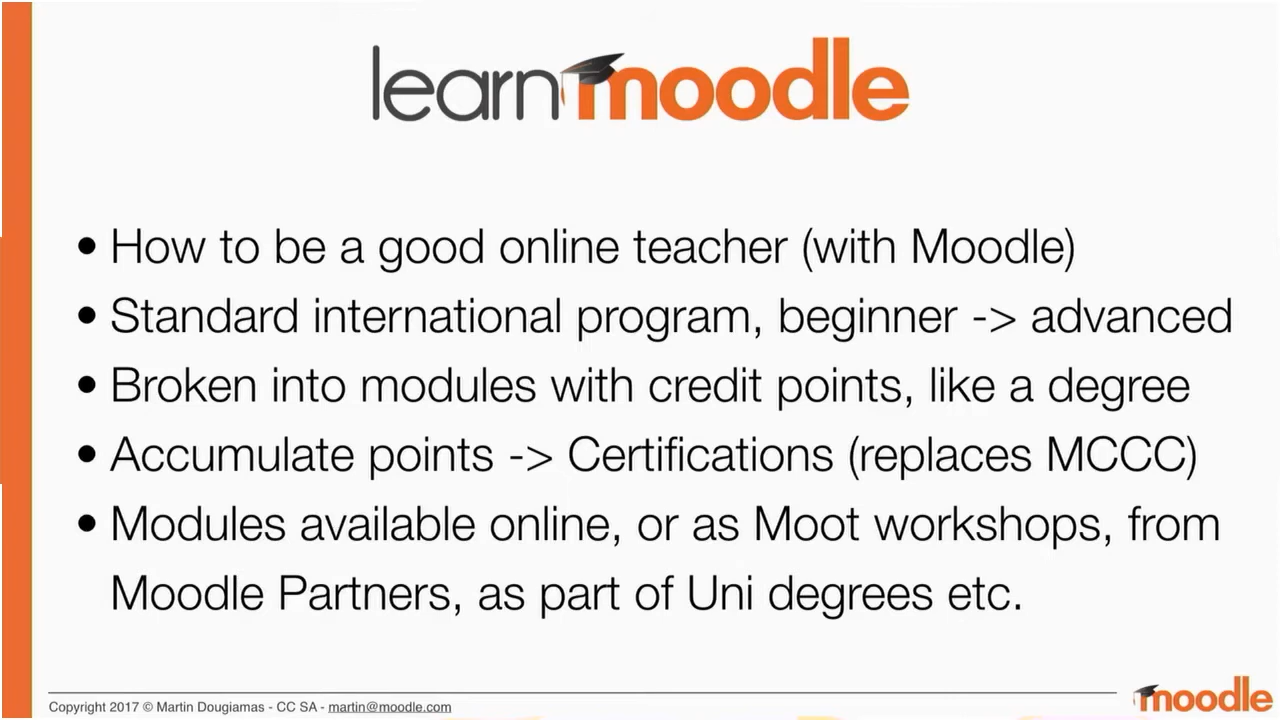 learnmoodle
• How to be a good online teacher (with Moodle)
• Standard international program, beginner -> advanced
• Broken into modules with credit points, like a degree
• Accumulate points -> Certifications (replaces MCCC)
• Modules available online, or as Moot workshops, from
Moodle Partners, as part of Uni degrees etc.
Copyright 2017 © Martin Dougiamas - CC SA - martin@moodle.com
moodle